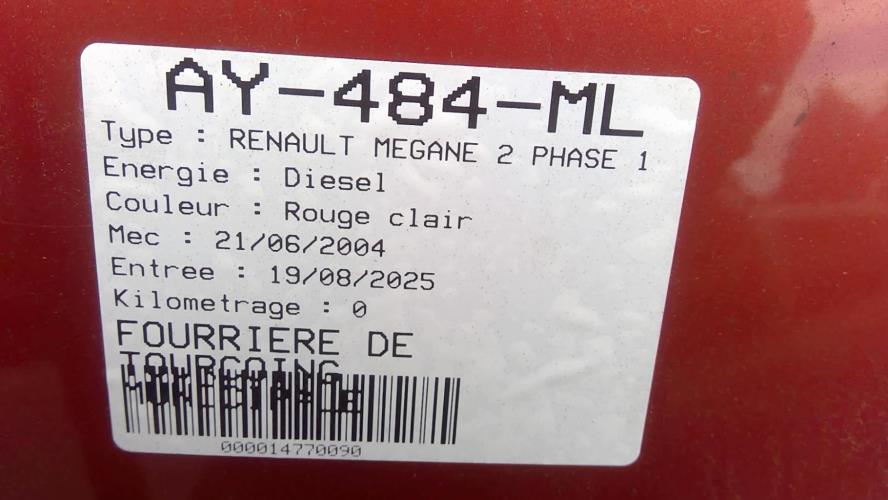 AY-484-ML
Type : RENAULT MEGANE 2 PHASE 1
Energie : Diesel
Couleur : Rouge clair
Mec : 21/06/2004
Entree : 19/08/2025
Kilometrage : 0
FOURRIERE DE
TOURCOING
000014770090